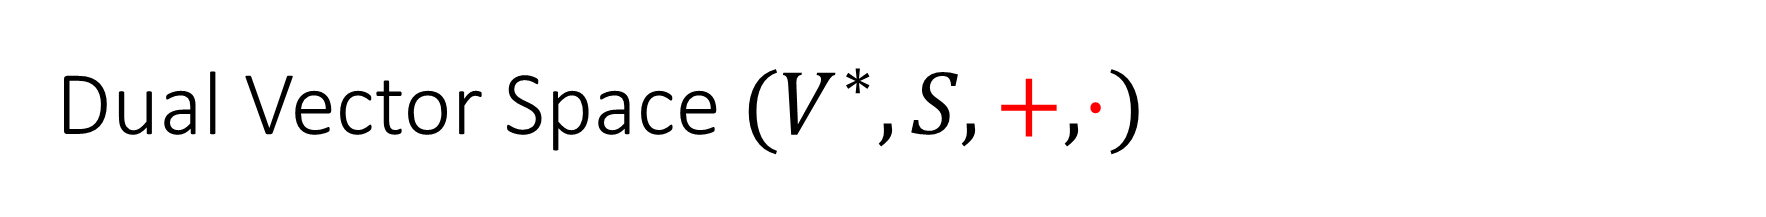 Dual Vector Space (V*, S, +, ·)